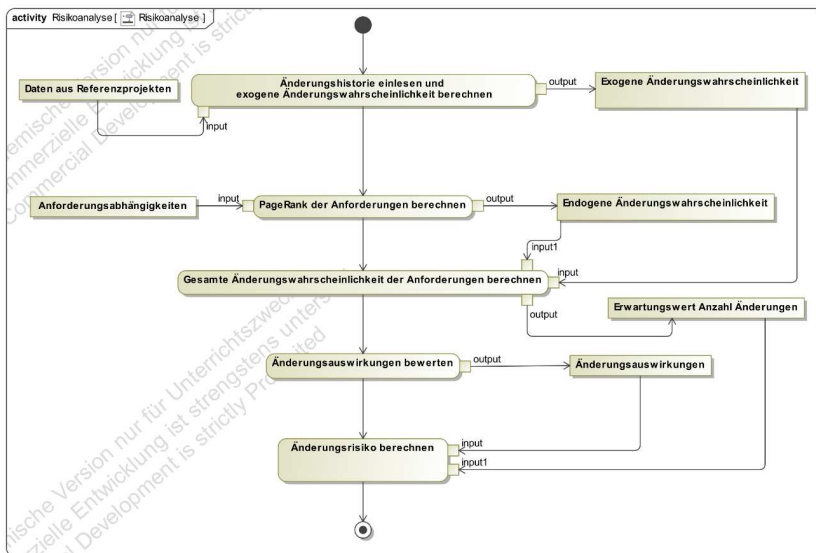 activity Risikoanalyse [ Risikoanalyse ]
Änderungshistorie einlesen und
exogene Änderungswahrscheinlichkeit berechnen
output
Exogene Änderungswahrscheinlichkeit
Daten aus Referenzprojekten
input
Anforderungsabhängigkeiten
input
PageRank der Anforderungen berechnen
output
Endogene Änderungswahrscheinlichkeit
input1
Gesamte Änderungswahrscheinlichkeit der Anforderungen berechnen
input
output
Erwartungswert Anzahl Änderungen
Änderungsauswirkungen bewerten
output
Änderungsauswirkungen
Änderungsrisiko berechnen
input
input1